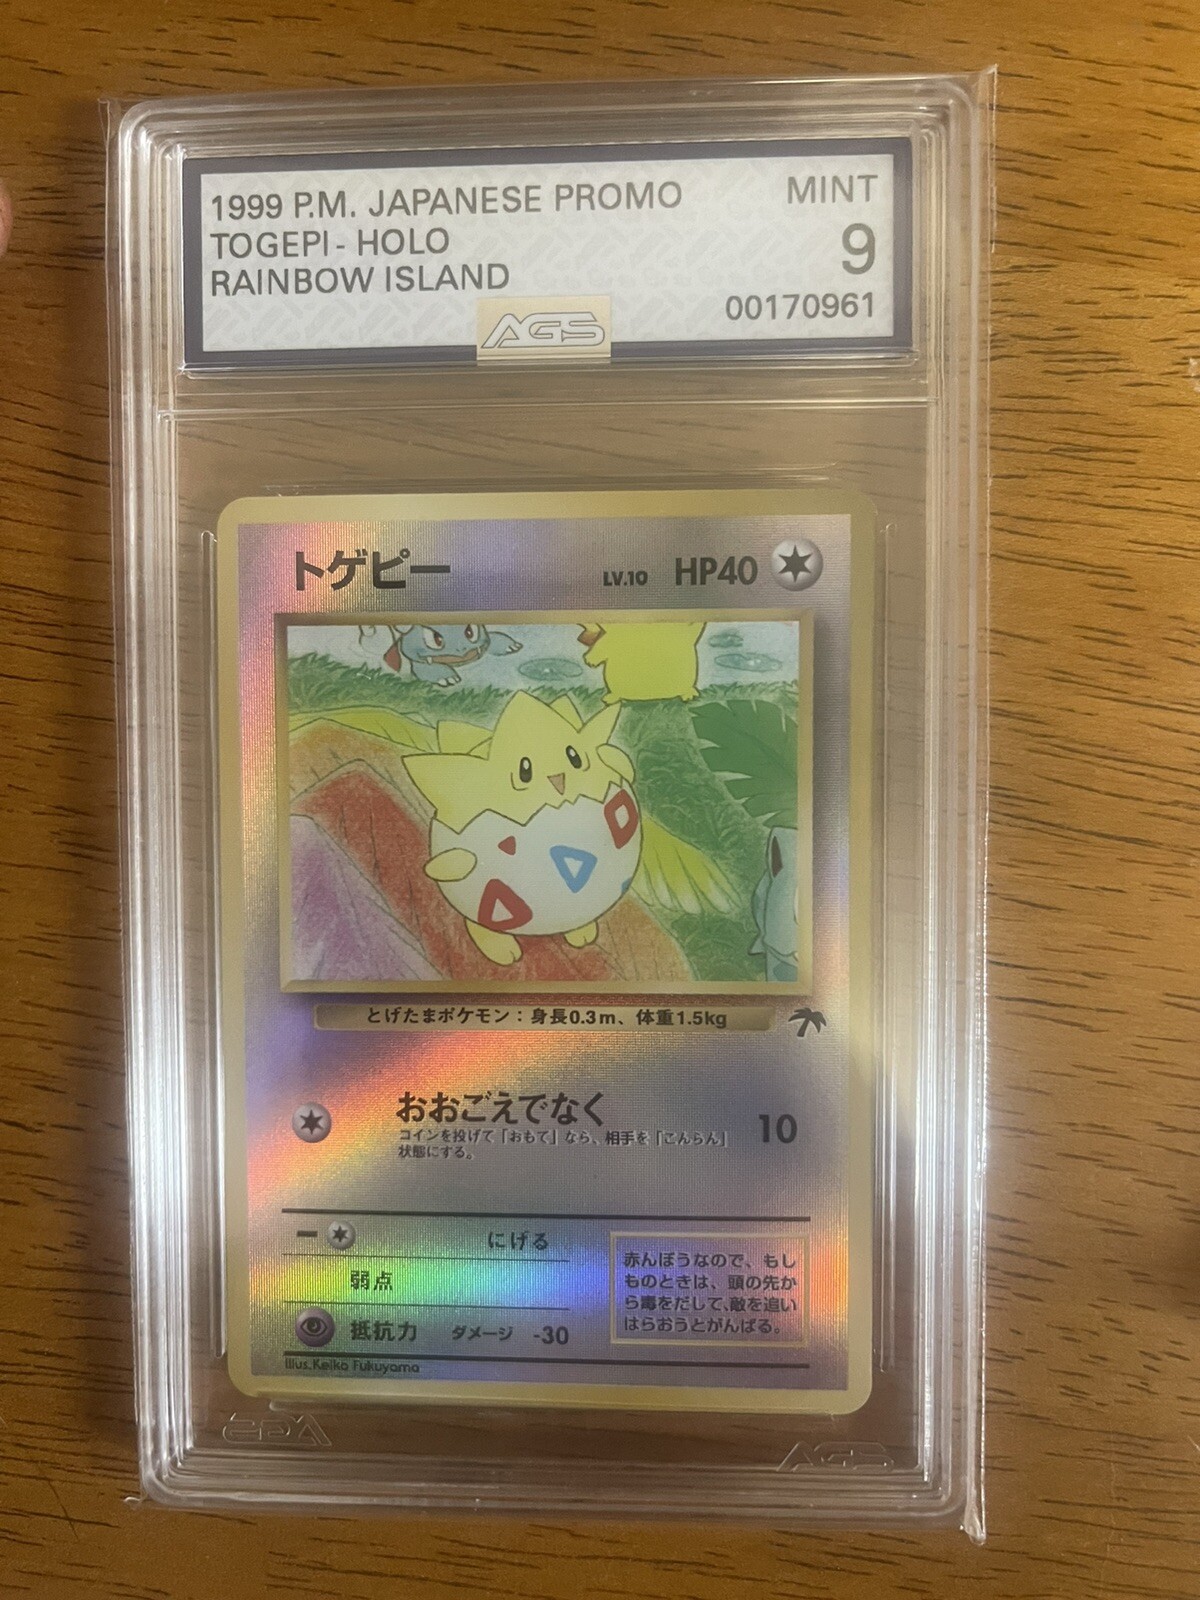 1999 P.M. JAPANESE PROMO
MINT
TOGEPI - HOLO
9
RAINBOW ISLAND
00170961
AGS
トゲピー
LV.10 HP40
とげたまポケモン：身長0.3m、体重1.5kg
おおごえでなく
10
コインを投げて「おもて」なら、相手を「こんらん」
状態にする。
ー にげる
弱点
抵抗力 ダメージ -30
赤んぼうなので、もし
ものときは、頭の先か
ら毒をだして、敵を追い
はらおうとがんばる。
Illus. Keiko Fukuyama
AGS
AGS